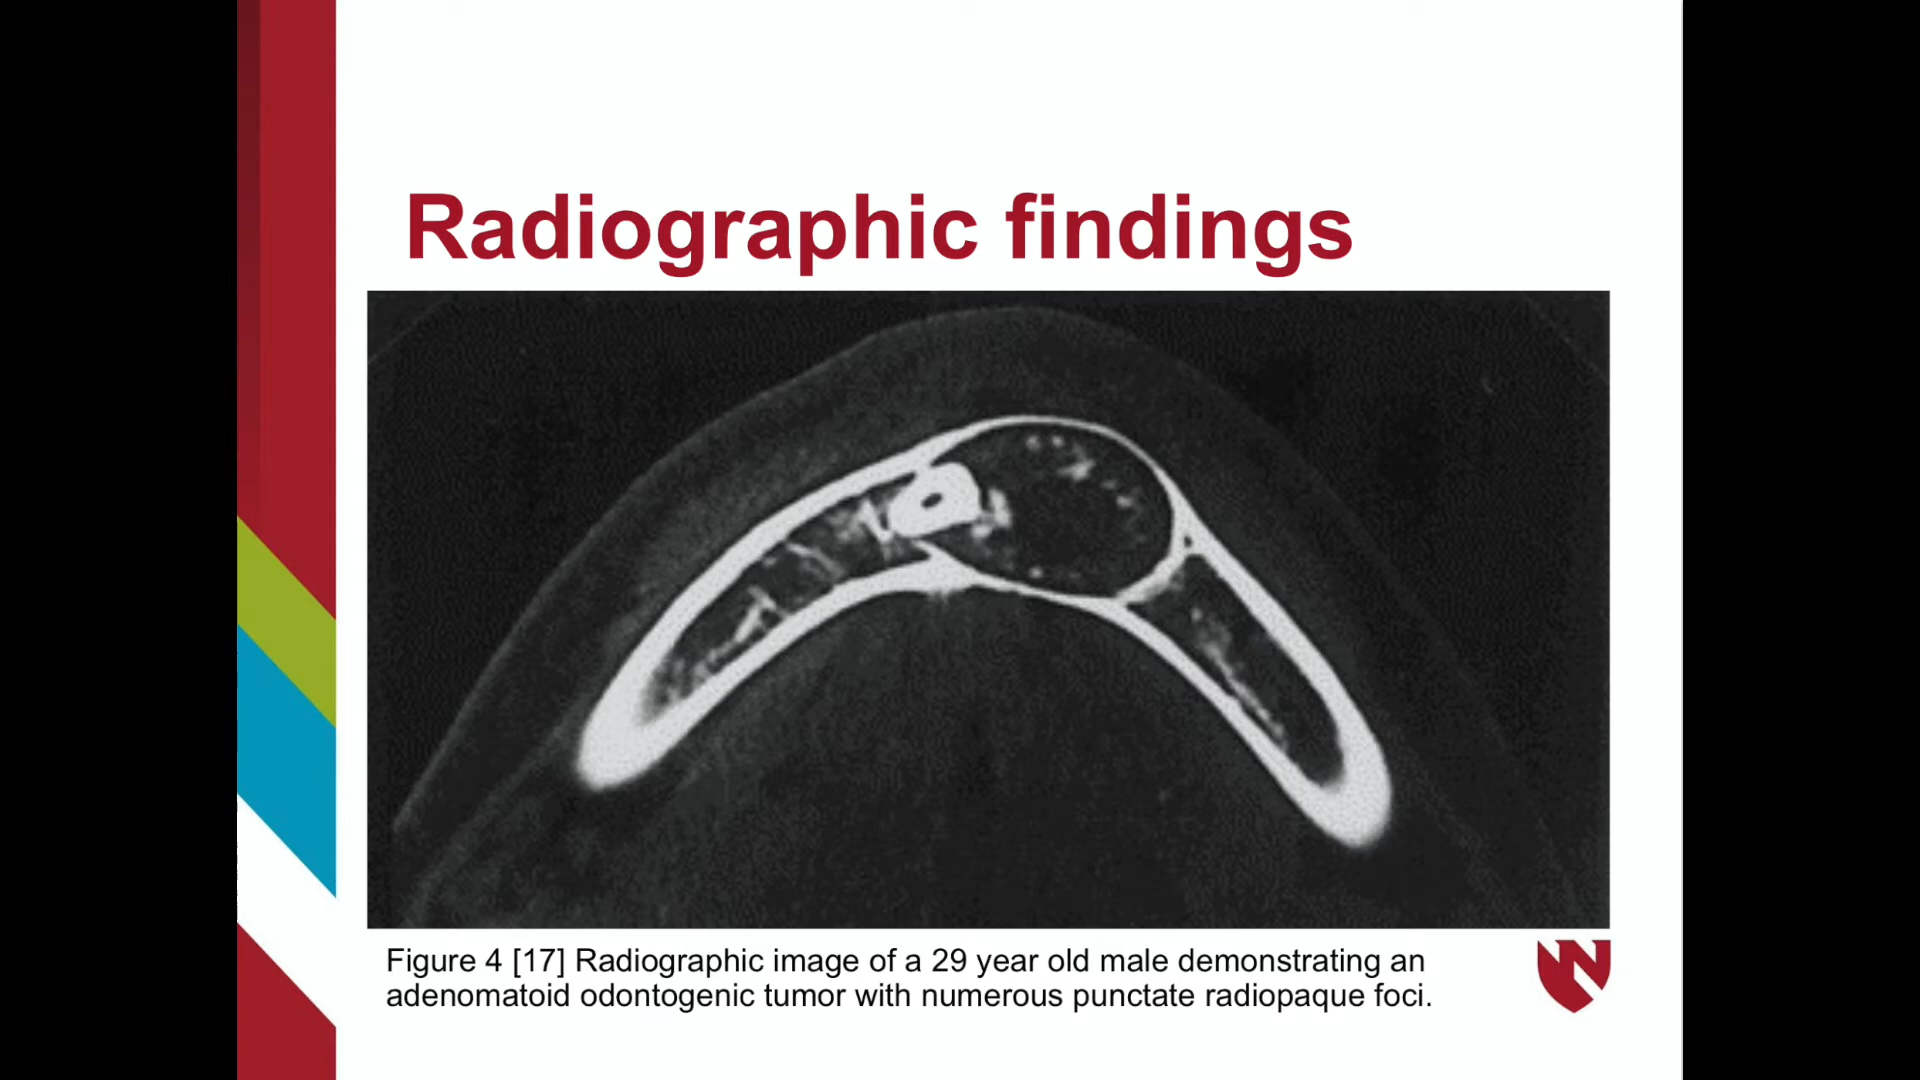 Radiographic findings
Figure 4 [17] Radiographic image of a 29 year old male demonstrating an
adenomatoid odontogenic tumor with numerous punctate radiopaque foci.
N